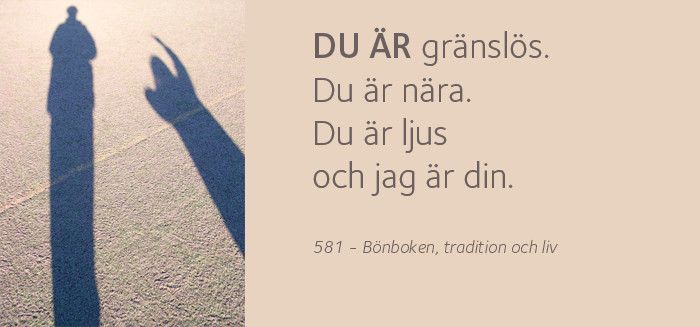 DU ÄR gränslös.
Du är nära.
Du är ljus
och jag är din.
581 – Bönboken, tradition och liv